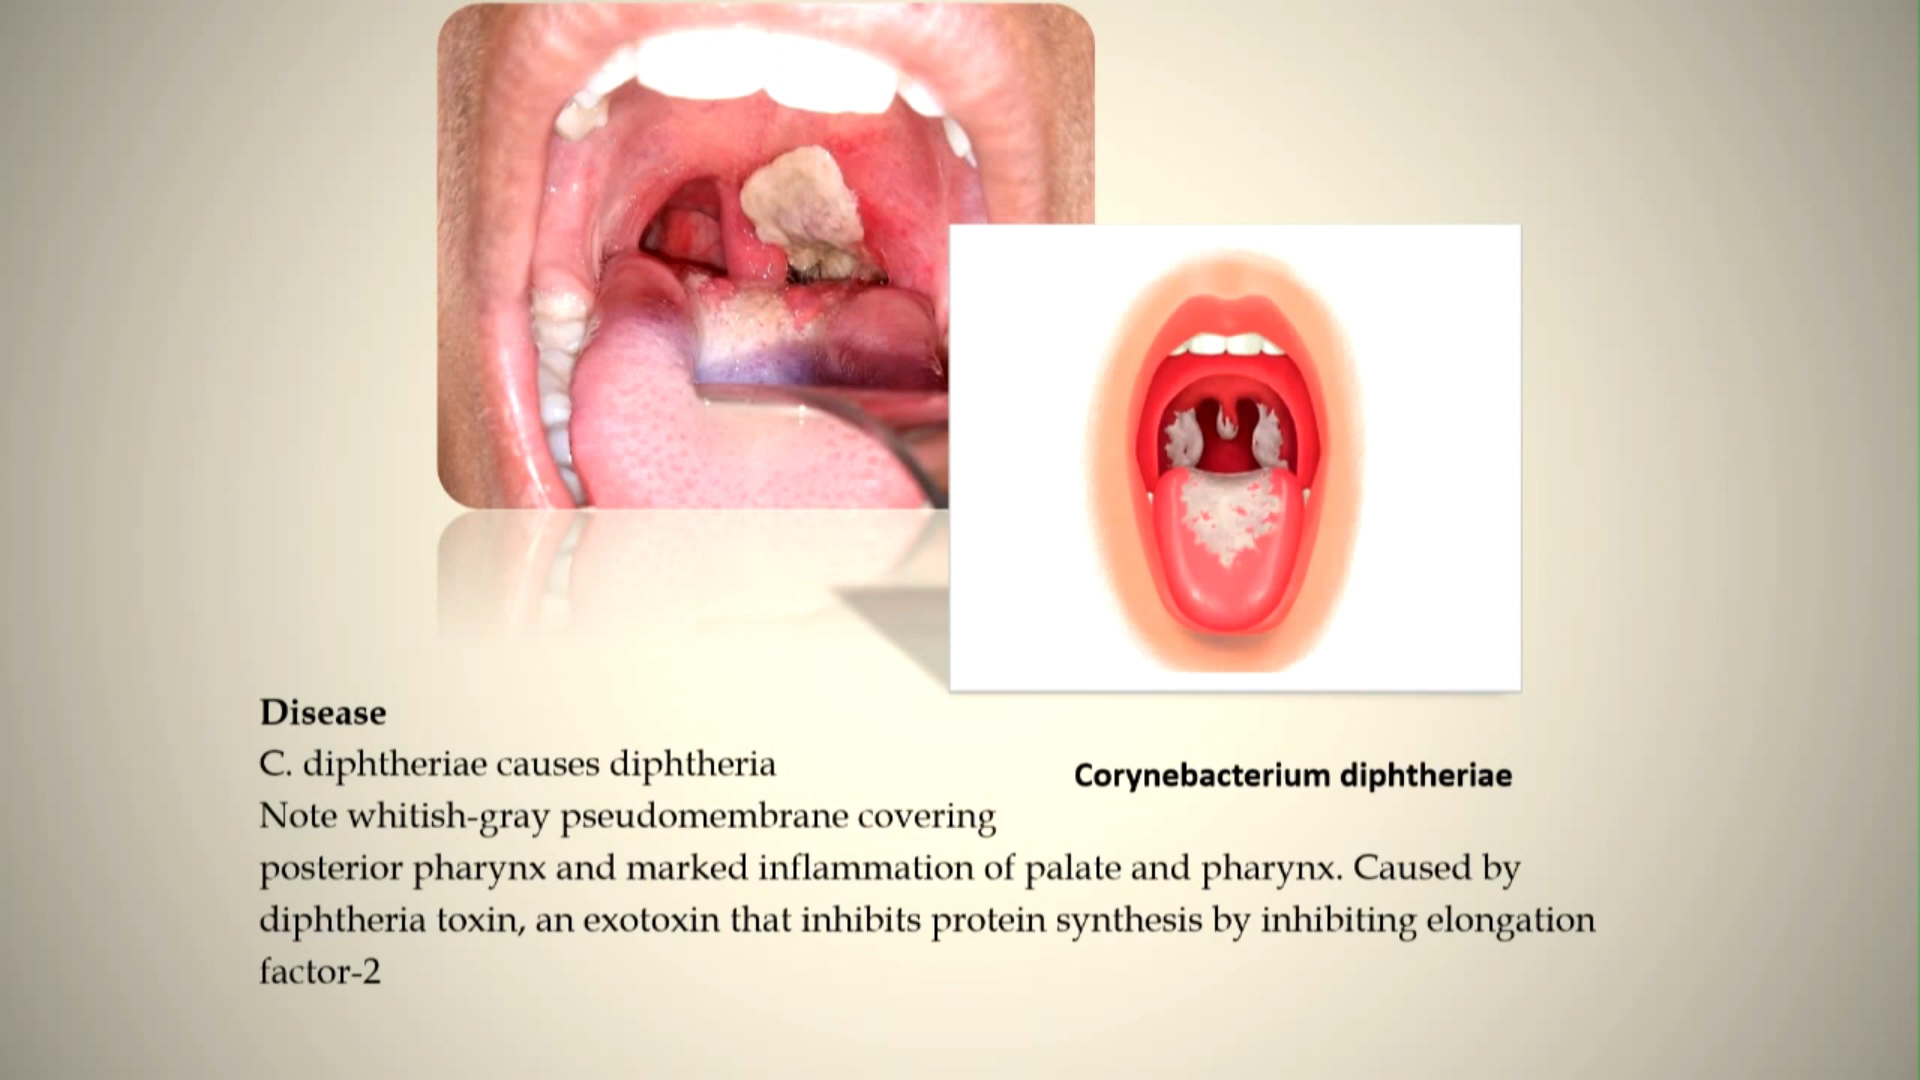 Disease
C. diphtheriae causes diphtheria
Corynebacterium diphtheriae
Note whitish-gray pseudomembrane covering
posterior pharynx and marked inflammation of palate and pharynx. Caused by
diphtheria toxin, an exotoxin that inhibits protein synthesis by inhibiting elongation
factor-2